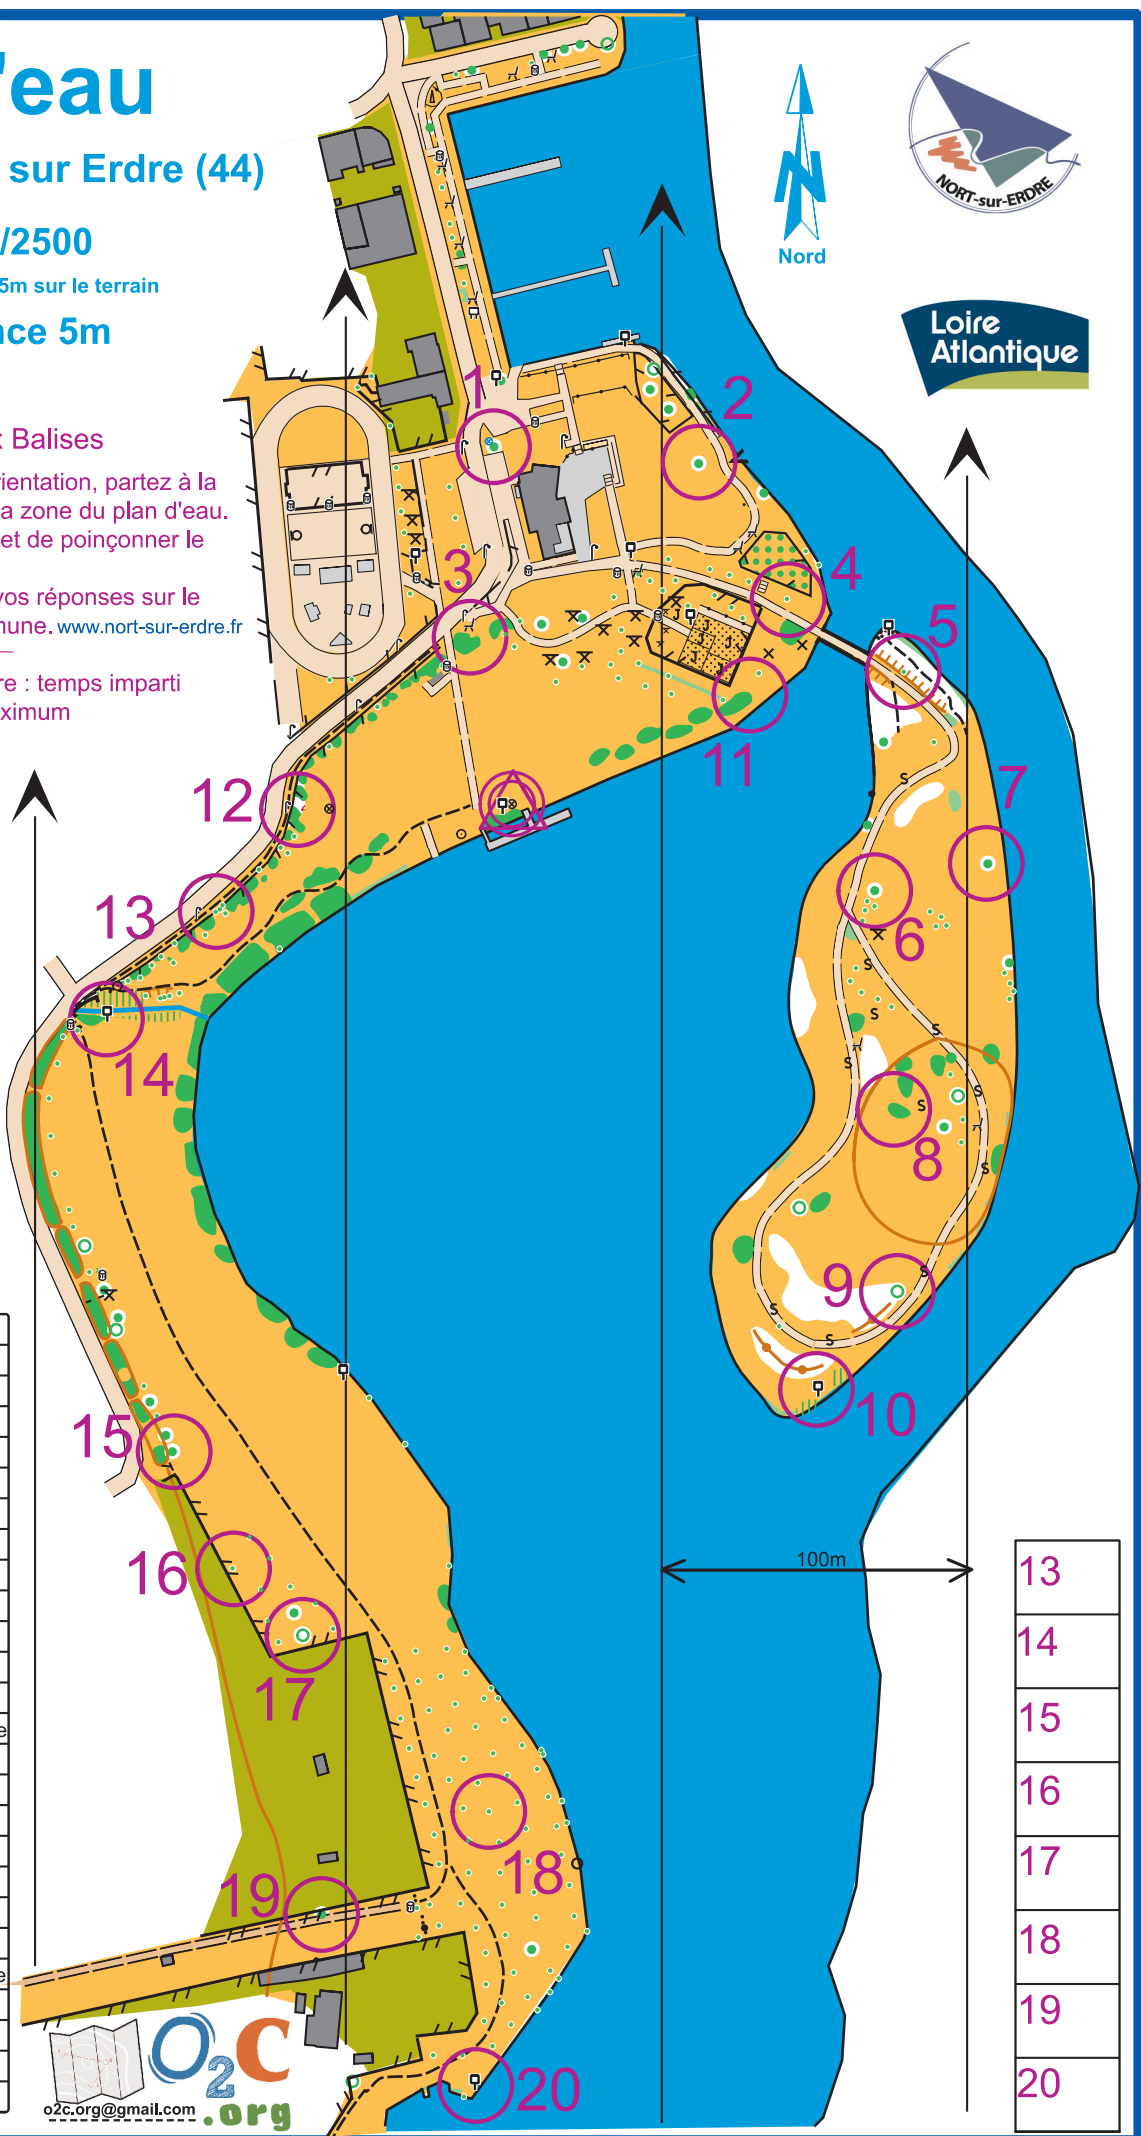 'eau
sur Erdre (44)
/2500
5m sur le terrain
nce 5m
x Balises
rientation, partez à la
a zone du plan d'eau.
et de poinçonner le
vos réponses sur le
mune. www.nort-sur-erdre.fr
re : temps imparti
ximum
N
Nord
NORT-sur-ERDRE
Loire
Atlantique
1
2
3
4
5
6
7
8
9
10
11
12
13
14
15
16
17
18
19
20
100m
13
14
15
16
17
18
19
20
e
e
O2C
.org
o2c.org@gmail.com